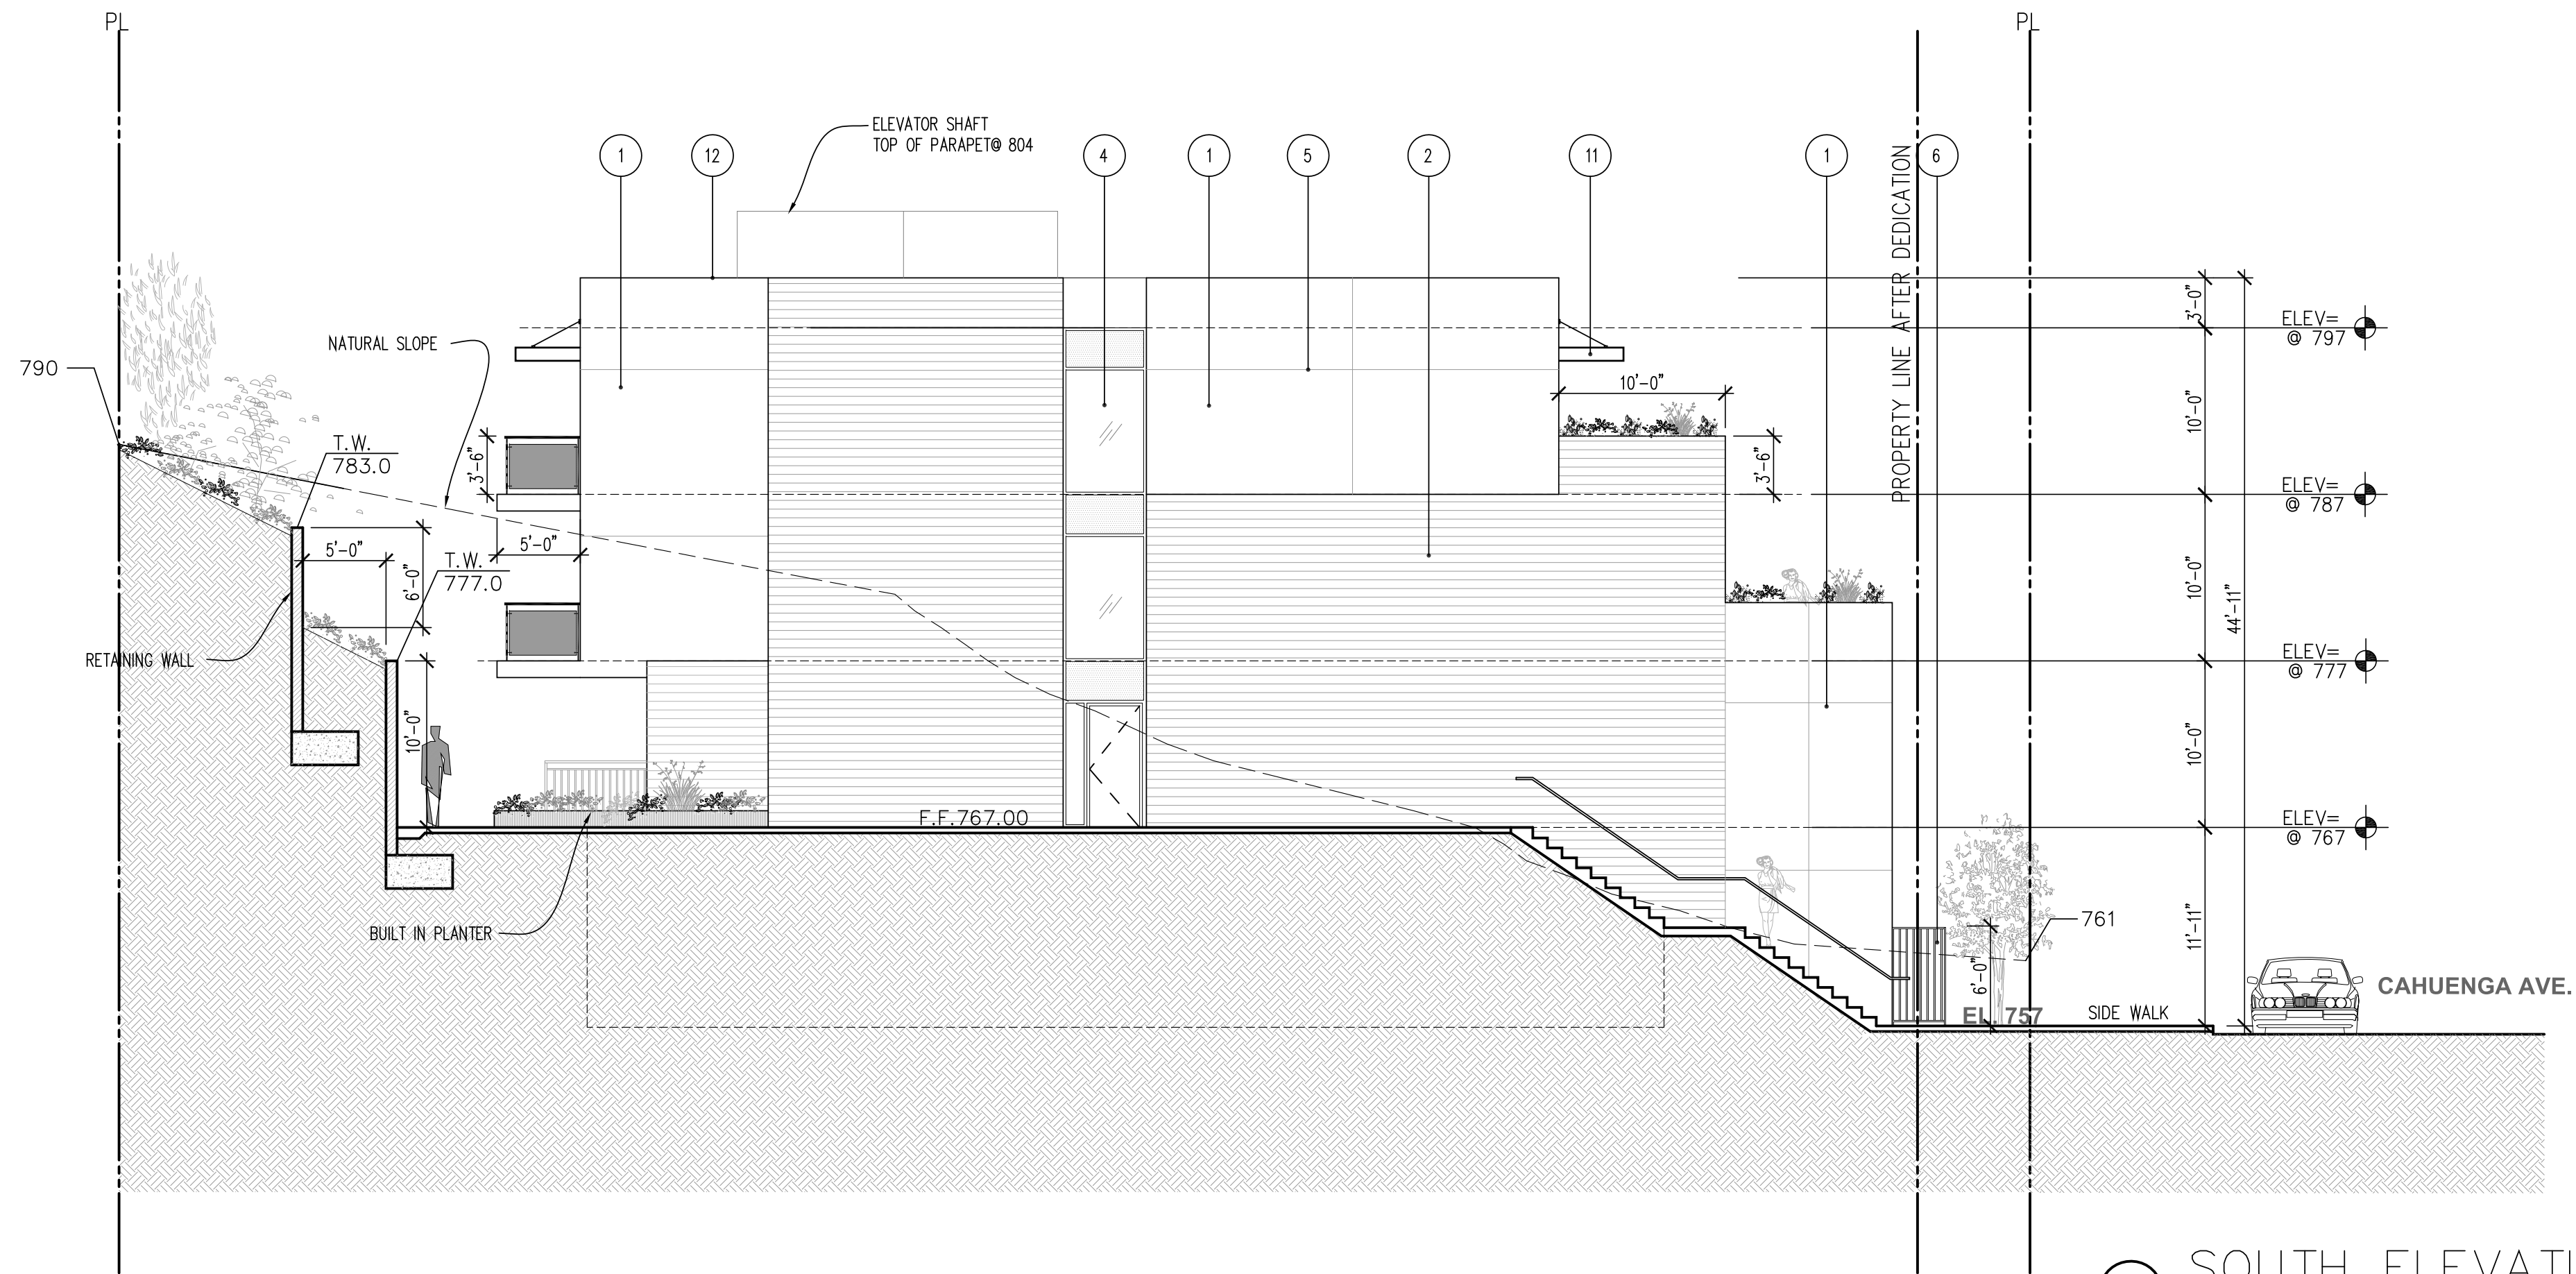 PL
PL
ELEVATOR SHAFT
TOP OF PARAPET@ 804
1
12
4
1
5
2
11
1
6
PROPERTY LINE AFTER DEDICATION
3'-0"
ELEV=
@ 797
NATURAL SLOPE
790
10'-0"
10'-0"
T.W.
783.0
3'-6"
3'-6"
ELEV=
@ 787
5'-0"
5'-0"
6'-0"
T.W.
777.0
10'-0"
44'-11"
RETAINING WALL
ELEV=
@ 777
10'-0"
10'-0"
F.F.767.00
ELEV=
@ 767
BUILT IN PLANTER
761
11'-11"
6'-0"
CAHUENGA AVE.
EL. 757
SIDE WALK